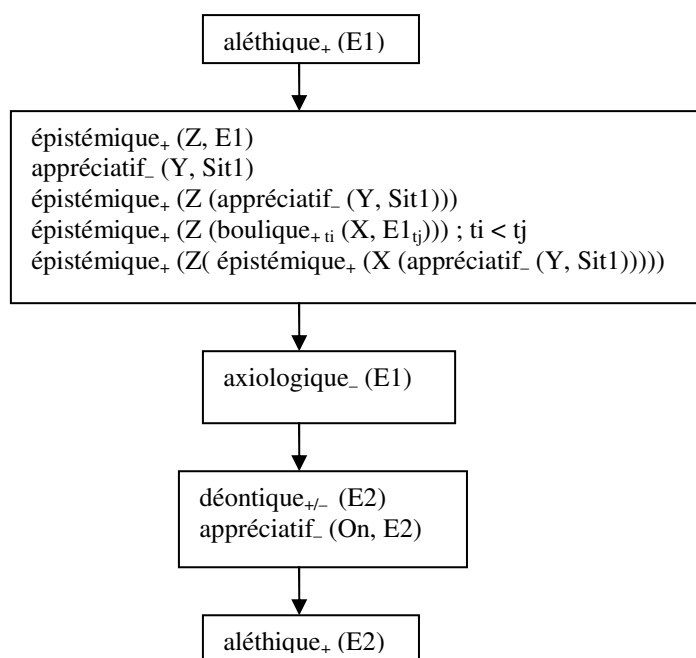 aléthique₊ (E1)
épistémique₊ (Z, E1)
appréciatif₋ (Y, Sit1)
épistémique₊ (Z (appréciatif₋ (Y, Sit1)))
épistémique₊ (Z (boulique₊ ti (X, E1tj))) ; ti < tj
épistémique₊ (Z( épistémique₊ (X (appréciatif₋ (Y, Sit1)))))
axiologique₋ (E1)
déontique₊/₋ (E2)
appréciatif₋ (On, E2)
aléthique₊ (E2)